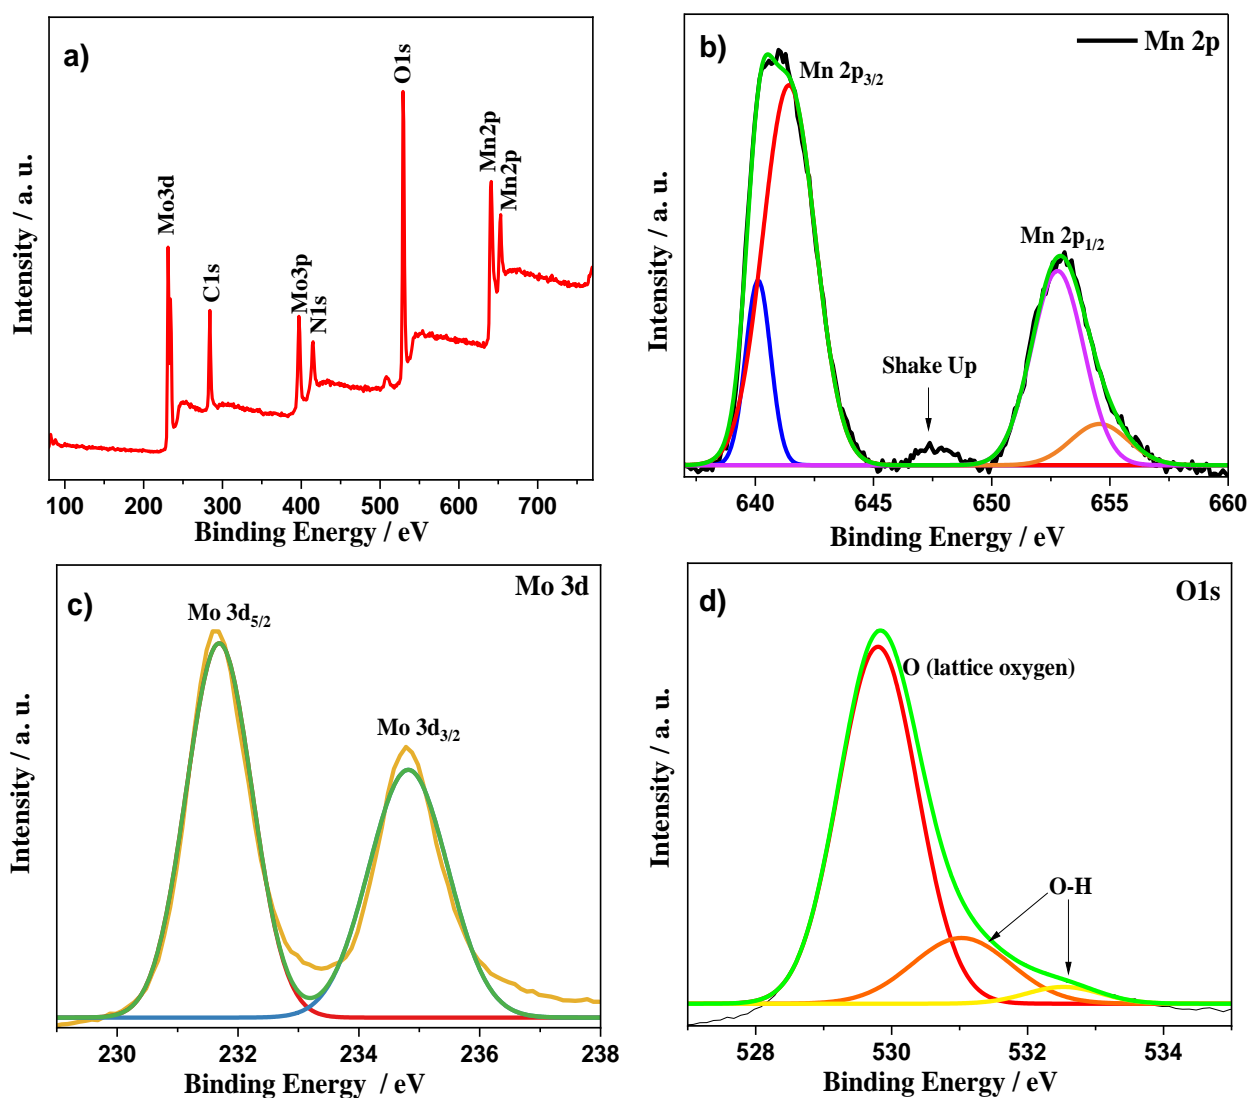 a)
Mo3d
C1s
Mo3p
N1s
O1s
Mn2p
Mn2p
Intensity / a. u.
100 200 300 400 500 600 700
Binding Energy / eV
b)
Mn 2p
Mn 2p3/2
Mn 2p1/2
Shake Up
Intensity / a. u.
640 645 650 655 660
Binding Energy / eV
c)
Mo 3d
Mo 3d5/2
Mo 3d3/2
Intensity / a. u.
230 232 234 236 238
Binding Energy / eV
d)
O1s
O (lattice oxygen)
O-H
Intensity / a. u.
528 530 532 534
Binding Energy / eV